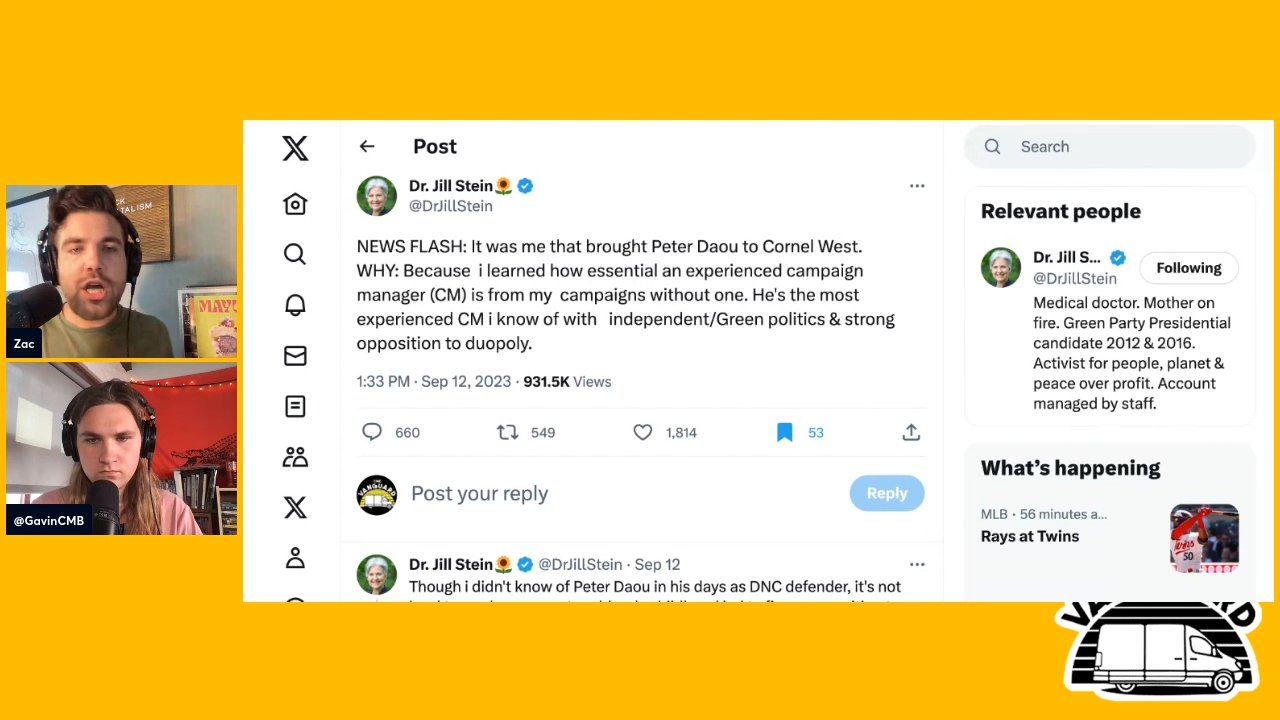 CK
TALISM
MAYO
Zac
@GavinCMB
Post
Dr. Jill Stein🌻
@DrJillStein
NEWS FLASH: It was me that brought Peter Daou to Cornel West.
WHY: Because i learned how essential an experienced campaign
manager (CM) is from my campaigns without one. He's the most
experienced CM i know of with independent/Green politics & strong
opposition to duopoly.
1:33 PM · Sep 12, 2023 · 931.5K Views
660 549 1,814 53
THE
VANGUARD
Post your reply
Reply
Dr. Jill Stein🌻 @DrJillStein · Sep 12
Though i didn't know of Peter Daou in his days as DNC defender, it's not
Search
Relevant people
Dr. Jill S...
@DrJillStein
Following
Medical doctor. Mother on
fire. Green Party Presidential
candidate 2012 & 2016.
Activist for people, planet &
peace over profit. Account
managed by staff.
What's happening
MLB · 56 minutes a...
Rays at Twins
50